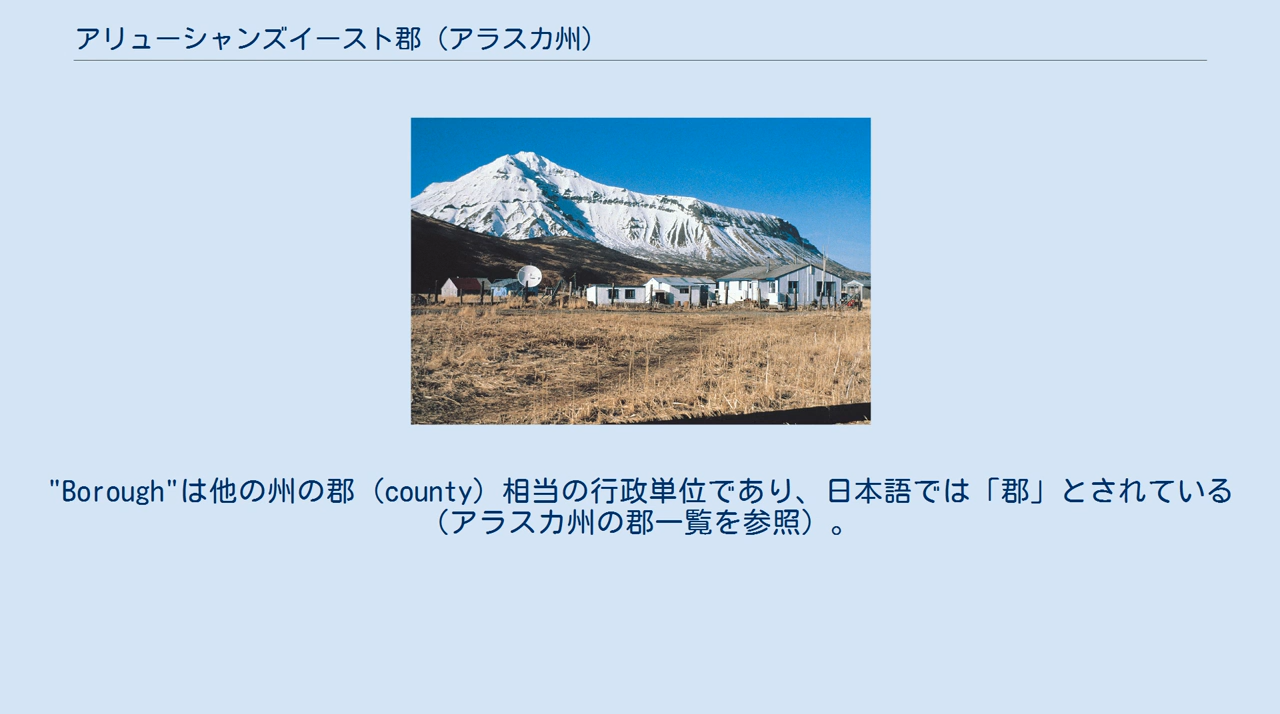 アリューシャンズイースト郡（アラスカ州）
"Borough"は他の州の郡（county）相当の行政単位であり、日本語では「郡」とされている
（アラスカ州の郡一覧を参照）。